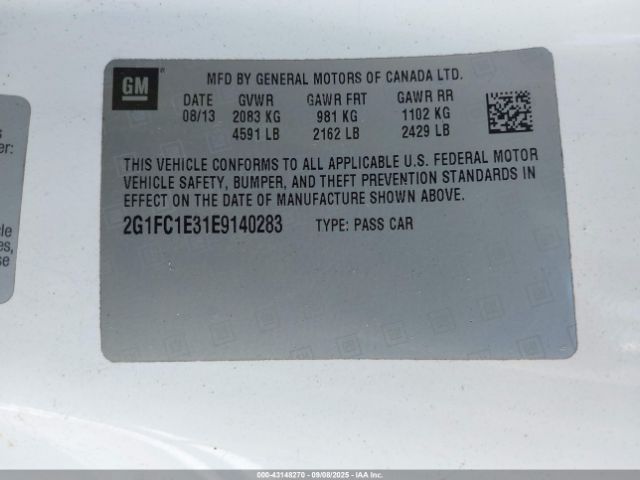 GM®
MFD BY GENERAL MOTORS OF CANADA LTD.
DATE GVWR GAWR FRT GAWR RR
08/13 2083 KG 981 KG 1102 KG
4591 LB 2162 LB 2429 LB
THIS VEHICLE CONFORMS TO ALL APPLICABLE U.S. FEDERAL MOTOR
VEHICLE SAFETY, BUMPER, AND THEFT PREVENTION STANDARDS IN
EFFECT ON THE DATE OF MANUFACTURE SHOWN ABOVE.
2G1FC1E31E9140283 TYPE: PASS CAR
000-43148270 - 09/08/2025 - IAA Inc.